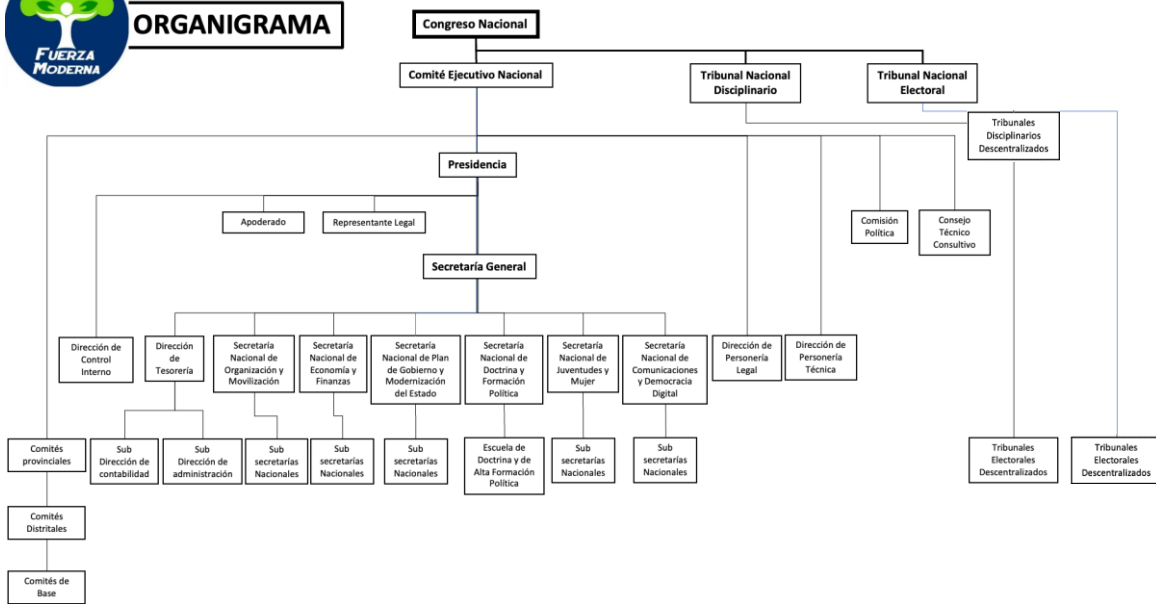 FUERZA
MODERNA
ORGANIGRAMA
Congreso Nacional
Comité Ejecutivo Nacional
Tribunal Nacional
Disciplinario
Tribunal Nacional
Electoral
Tribunales
Disciplinarios
Descentralizados
Presidencia
Apoderado
Representante Legal
Comisión
Política
Consejo
Técnico
Consultivo
Secretaría General
Dirección de
Control
Interno
Dirección
de
Tesorería
Secretaría
Nacional de
Organización y
Movilización
Secretaría
Nacional de
Economía y
Finanzas
Secretaría
Nacional de Plan
de Gobierno y
Modernización
del Estado
Secretaría
Nacional de
Doctrina y
Formación
Política
Secretaría
Nacional de
Juventudes y
Mujer
Secretaría
Nacional de
Comunicaciones
y Democracia
Digital
Dirección de
Personería
Legal
Dirección de
Personería
Técnica
Comités
provinciales
Sub
Dirección de
contabilidad
Sub
Dirección de
administración
Sub
secretarías
Nacionales
Sub
secretarías
Nacionales
Sub
secretarías
Nacionales
Escuela de
Doctrina y de
Alta Formación
Política
Sub
secretarías
Nacionales
Sub
secretarías
Nacionales
Tribunales
Electorales
Descentralizados
Tribunales
Electorales
Descentralizados
Comités
Distritales
Comités de
Base